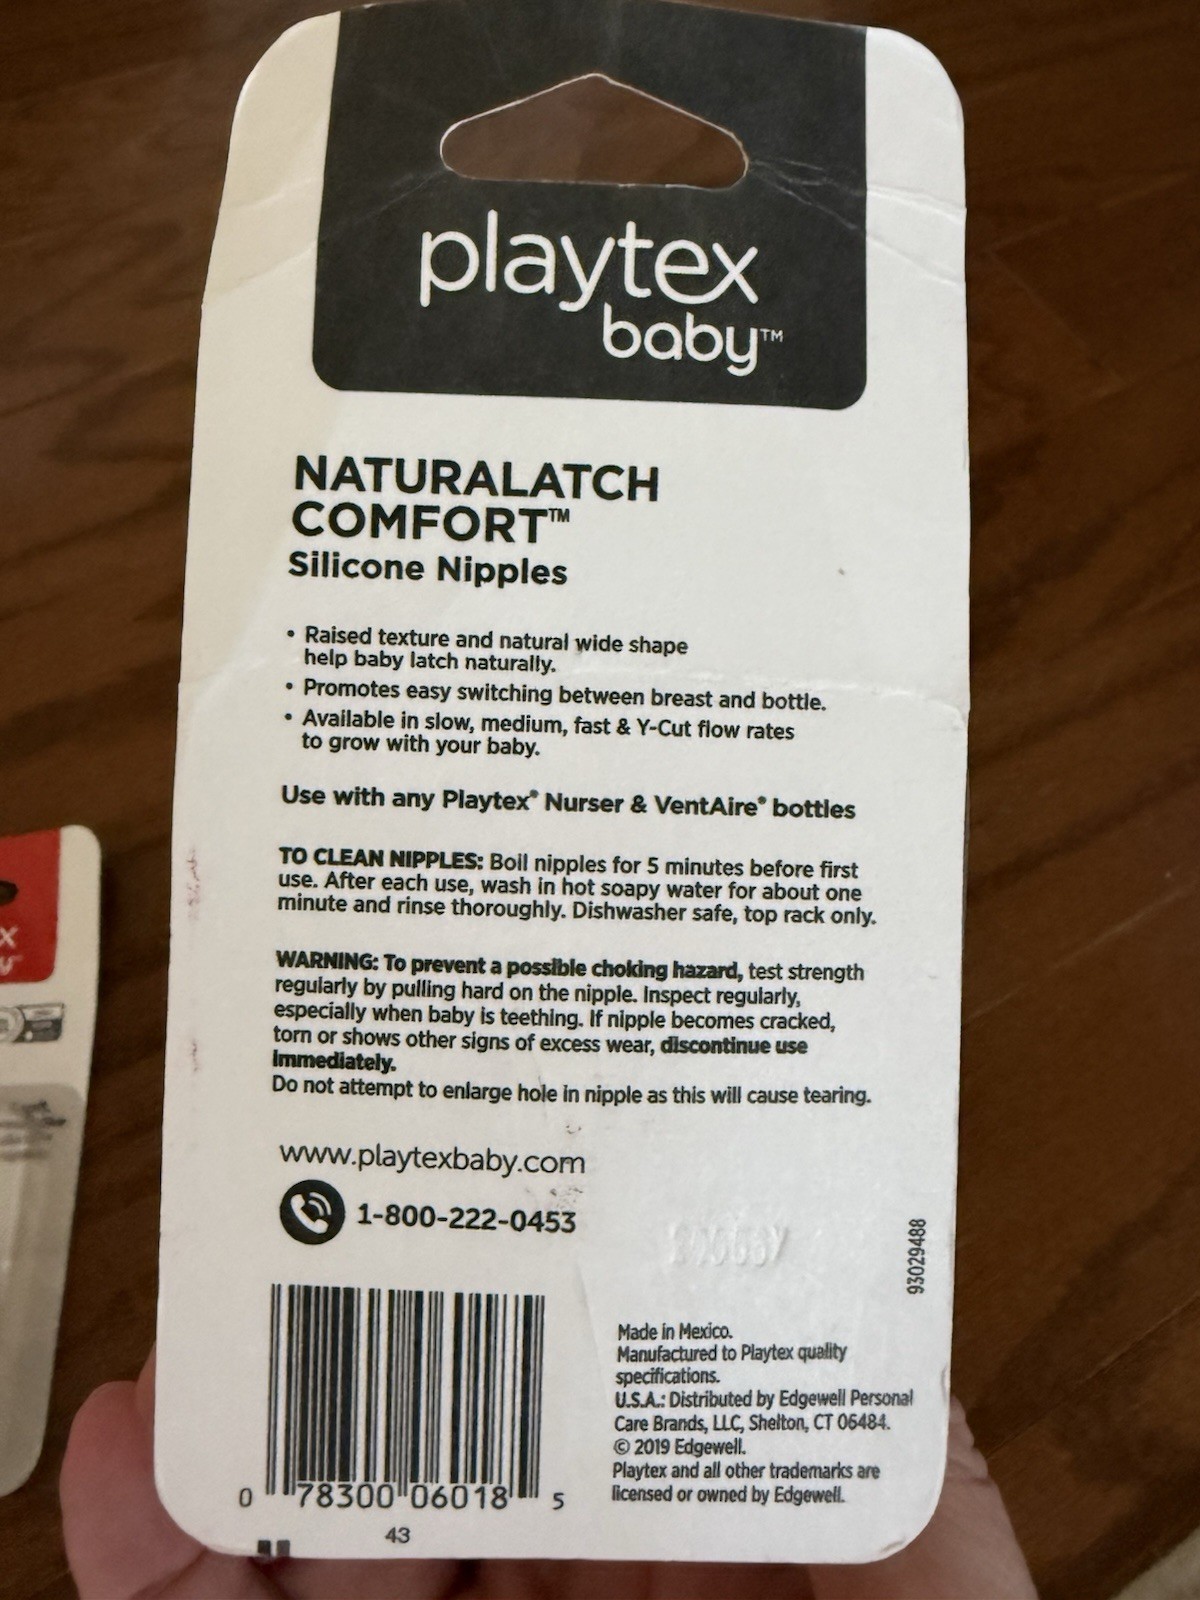 playtex
baby™
NATURALATCH
COMFORT™
Silicone Nipples
• Raised texture and natural wide shape
help baby latch naturally.
• Promotes easy switching between breast and bottle.
• Available in slow, medium, fast & Y-Cut flow rates
to grow with your baby.
Use with any Playtex® Nurser & VentAire® bottles
TO CLEAN NIPPLES: Boil nipples for 5 minutes before first
use. After each use, wash in hot soapy water for about one
minute and rinse thoroughly. Dishwasher safe, top rack only.
WARNING: To prevent a possible choking hazard, test strength
regularly by pulling hard on the nipple. Inspect regularly,
especially when baby is teething. If nipple becomes cracked,
torn or shows other signs of excess wear, discontinue use
immediately.
Do not attempt to enlarge hole in nipple as this will cause tearing.
www.playtexbaby.com
1-800-222-0453
93029488
Made in Mexico.
Manufactured to Playtex quality
specifications.
U.S.A.: Distributed by Edgewell Personal
Care Brands, LLC, Shelton, CT 06484.
© 2019 Edgewell.
Playtex and all other trademarks are
licensed or owned by Edgewell.
0 78300 06018 5
43